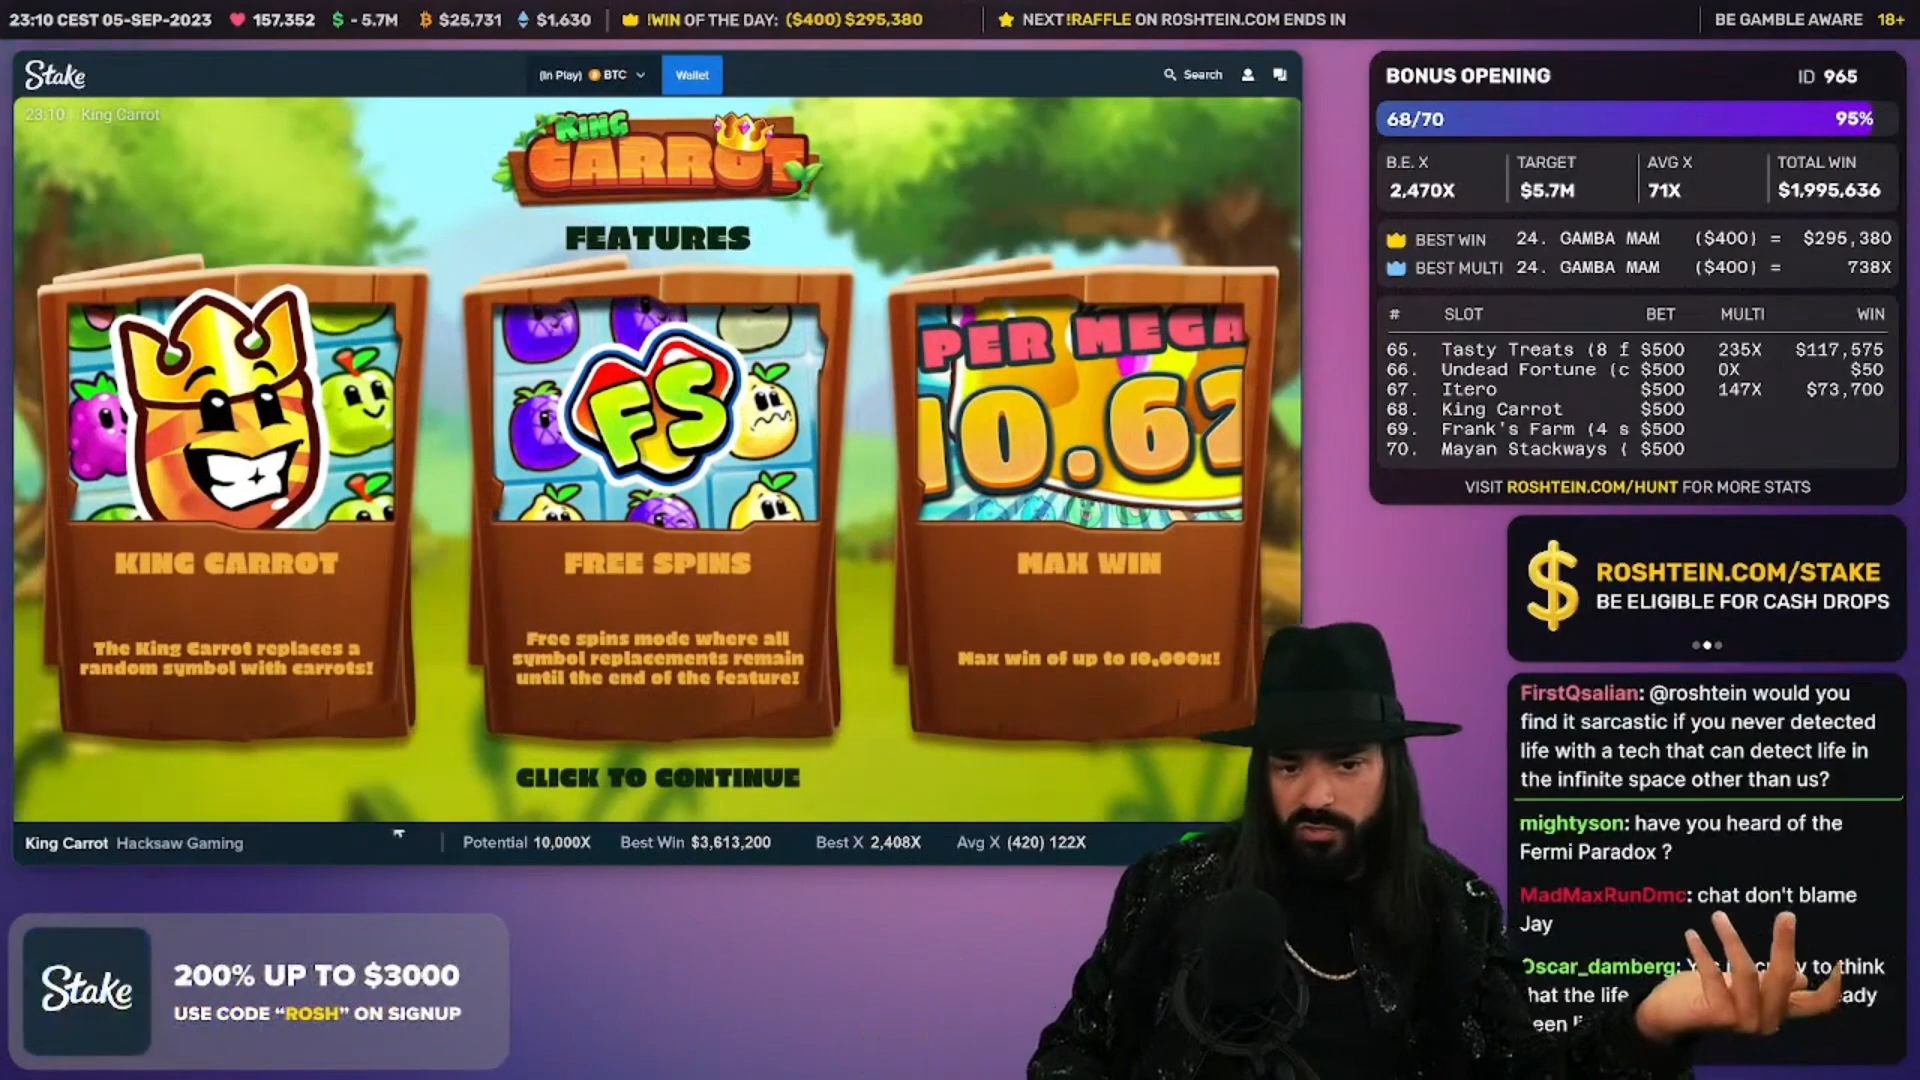 23:10 CEST 05-SEP-2023 157,352 $ - 5.7M $25,731 $1,630 !WIN OF THE DAY: ($400) $295,380 NEXT !RAFFLE ON ROSHTEIN.COM ENDS IN BE GAMBLE AWARE 18+
Stake (In Play) BTC Wallet Search
23:10 King Carrot
KING
CARROT
FEATURES
FS
PER MEGA
10.62
KING CARROT
The King Carrot replaces a
random symbol with carrots!
FREE SPINS
Free spins mode where all
symbol replacements remain
until the end of the feature!
MAX WIN
Max win of up to 10,000x!
CLICK TO CONTINUE
King Carrot Hacksaw Gaming Potential 10,000X Best Win $3,613,200 Best X 2,408X Avg X (420) 122X
Stake
200% UP TO $3000
USE CODE “ROSH” ON SIGNUP
BONUS OPENING ID 965
68/70 95%
B.E. X TARGET AVG X TOTAL WIN
2,470X $5.7M 71X $1,995,636
BEST WIN 24. GAMBA MAM ($400) = $295,380
BEST MULTI 24. GAMBA MAM ($400) = 738X
# SLOT BET MULTI WIN
65. Tasty Treats (8 f $500 235X $117,575
66. Undead Fortune (c $500 0X $50
67. Itero $500 147X $73,700
68. King Carrot $500
69. Frank's Farm (4 s $500
70. Mayan Stackways ( $500
VISIT ROSHTEIN.COM/HUNT FOR MORE STATS
$ ROSHTEIN.COM/STAKE
BE ELIGIBLE FOR CASH DROPS
FirstQsalian: @roshtein would you
find it sarcastic if you never detected
life with a tech that can detect life in
the infinite space other than us?
mightyson: have you heard of the
Fermi Paradox ?
MadMaxRunDmc: chat don't blame
Jay
Oscar_damberg: to think
the life